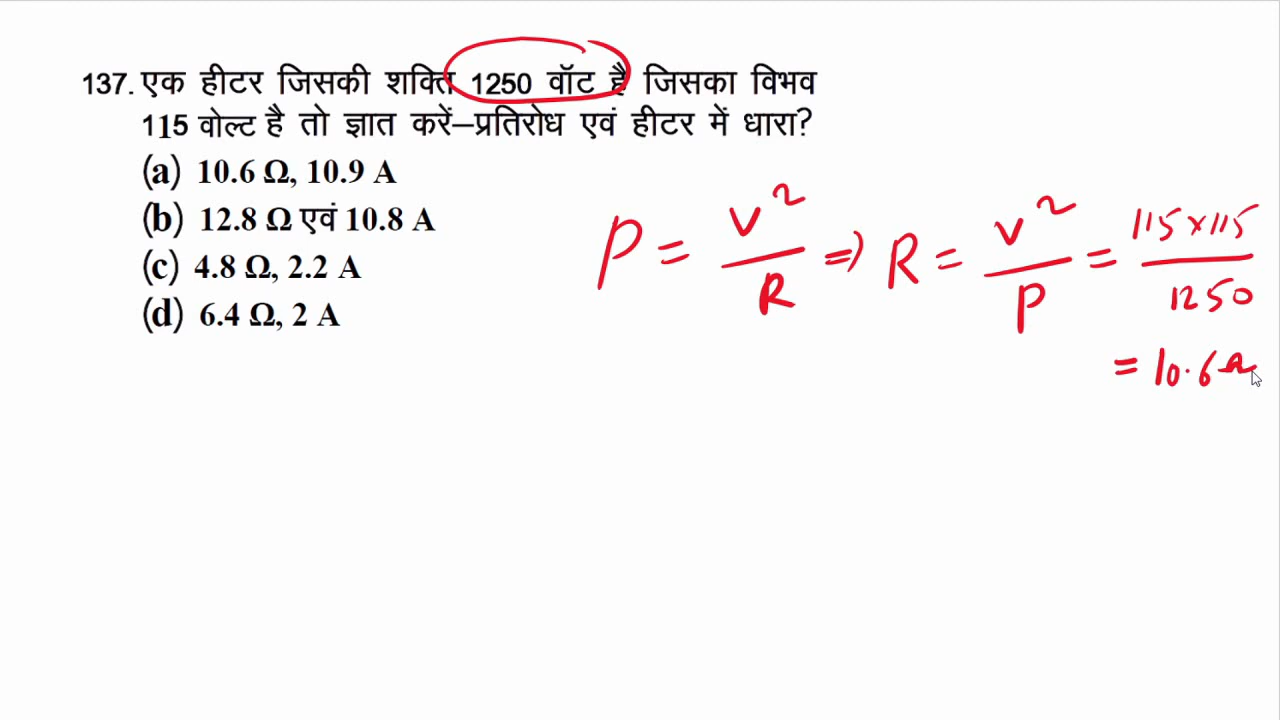 137. एक हीटर जिसकी शक्ति 1250 वॉट है जिसका विभव
115 वोल्ट है तो ज्ञात करें–प्रतिरोध एवं हीटर में धारा?
(a) 10.6 Ω, 10.9 A
(b) 12.8 Ω एवं 10.8 A
(c) 4.8 Ω, 2.2 A
(d) 6.4 Ω, 2 A
P = V²/R ⇒ R = V²/P = 115×115/1250
= 10.6 Ω